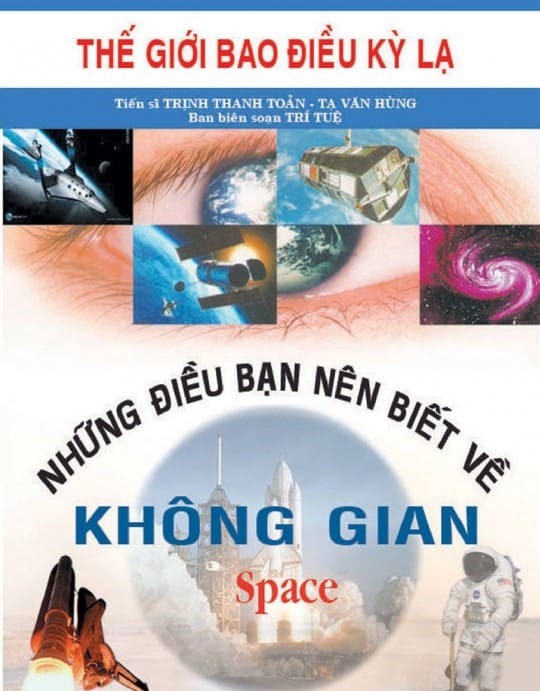 THẾ GIỚI BAO ĐIỀU KỲ LẠ
Tiến sĩ TRỊNH THANH TOẢN - TẠ VĂN HÙNG
Ban biên soạn TRÍ TUỆ
NHỮNG ĐIỀU BẠN NÊN BIẾT VỀ
KHÔNG GIAN
Space